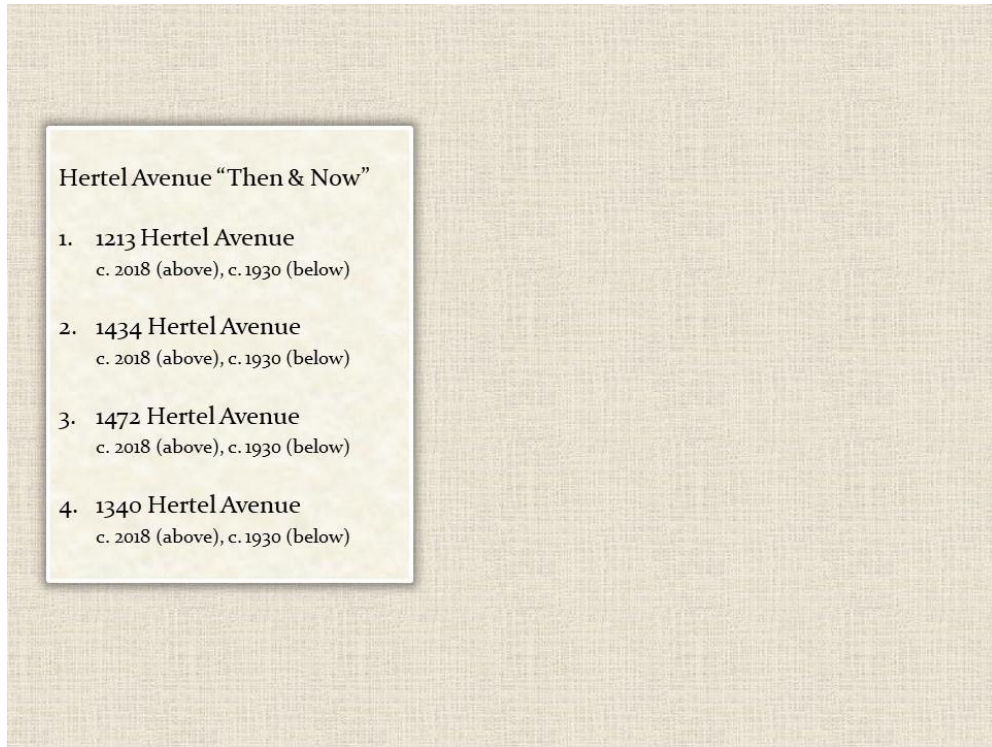 Hertel Avenue “Then & Now”
1. 1213 Hertel Avenue
c. 2018 (above), c. 1930 (below)
2. 1434 Hertel Avenue
c. 2018 (above), c. 1930 (below)
3. 1472 Hertel Avenue
c. 2018 (above), c. 1930 (below)
4. 1340 Hertel Avenue
c. 2018 (above), c. 1930 (below)